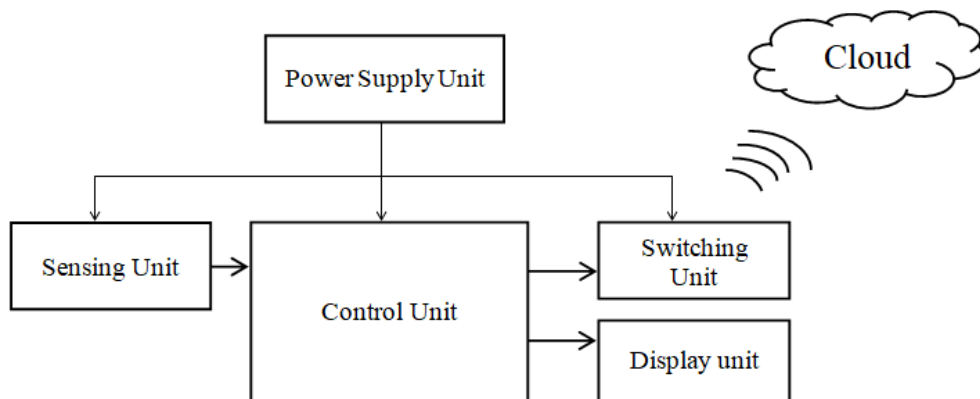 Cloud
Power Supply Unit
Sensing Unit
Control Unit
Switching
Unit
Display unit